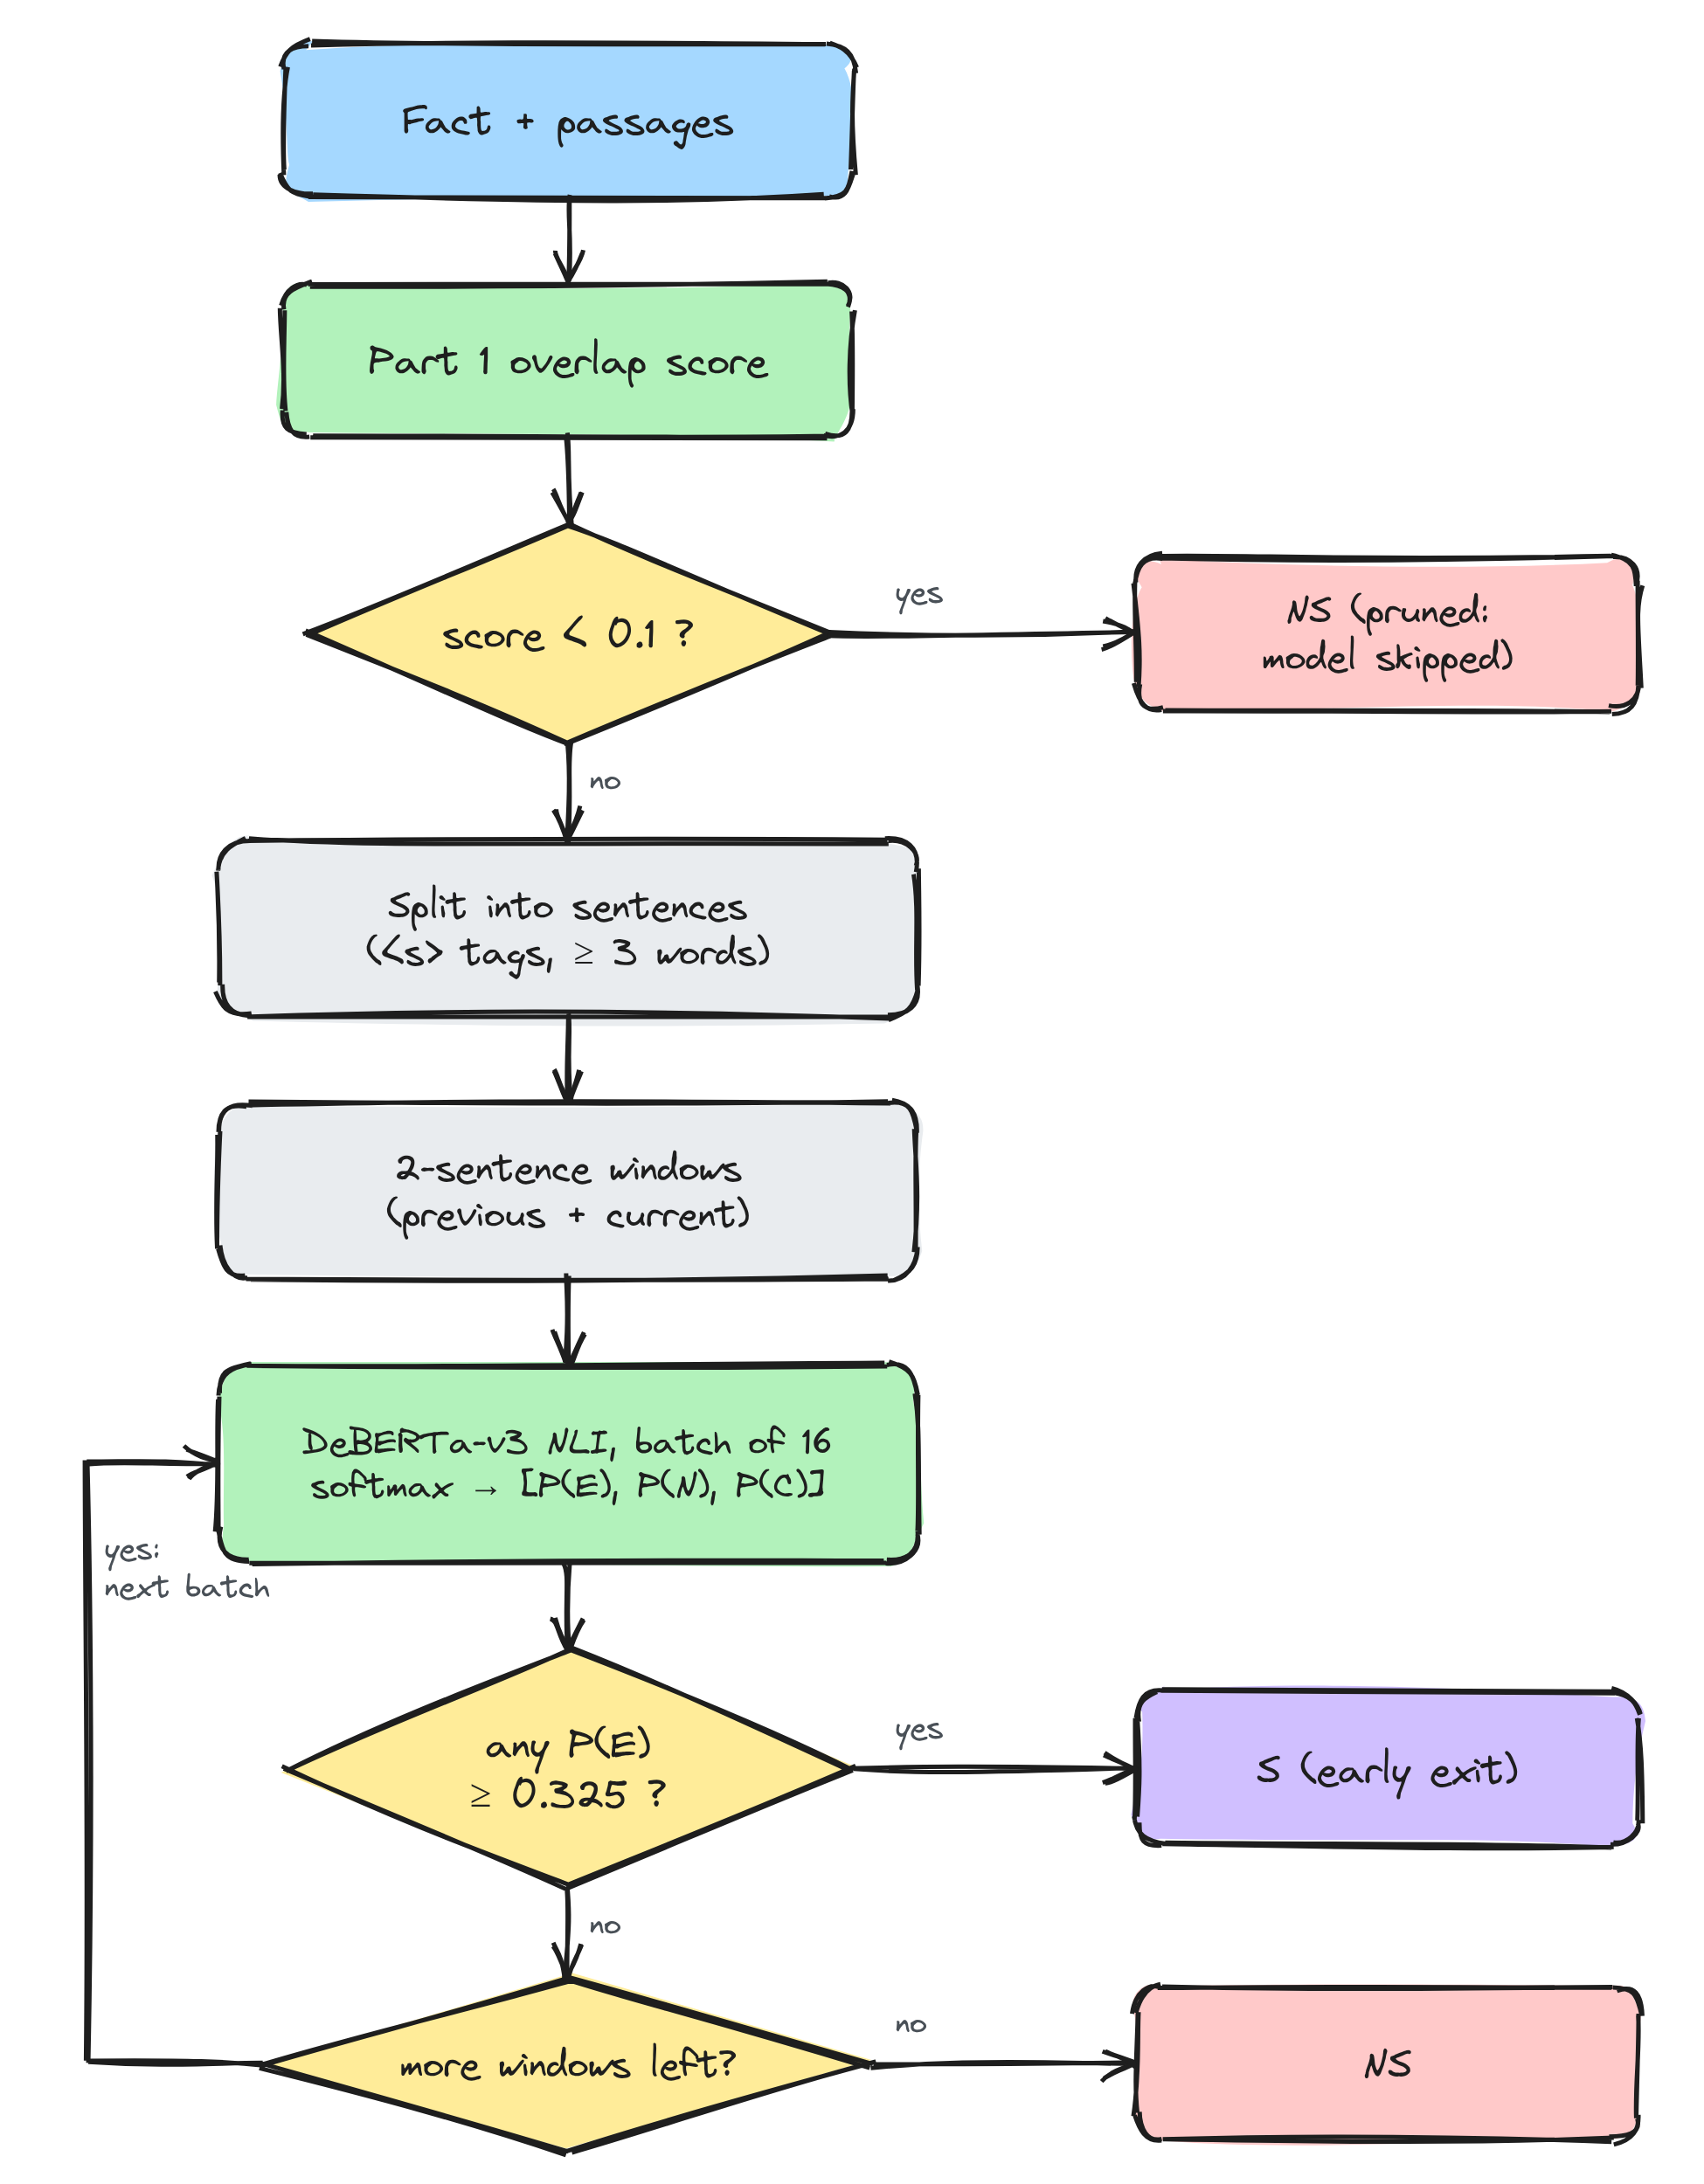 Fact + passages
Part 1 overlap score
score < 0.1 ?
yes
NS (pruned:
model skipped)
no
Split into sentences
(<s> tags, ≥ 3 words)
2-sentence windows
(previous + current)
DeBERTa-v3 NLI, batch of 16
softmax → [P(E), P(N), P(C)]
yes:
next batch
any P(E)
≥ 0.325 ?
yes
S (early exit)
no
more windows left?
no
NS